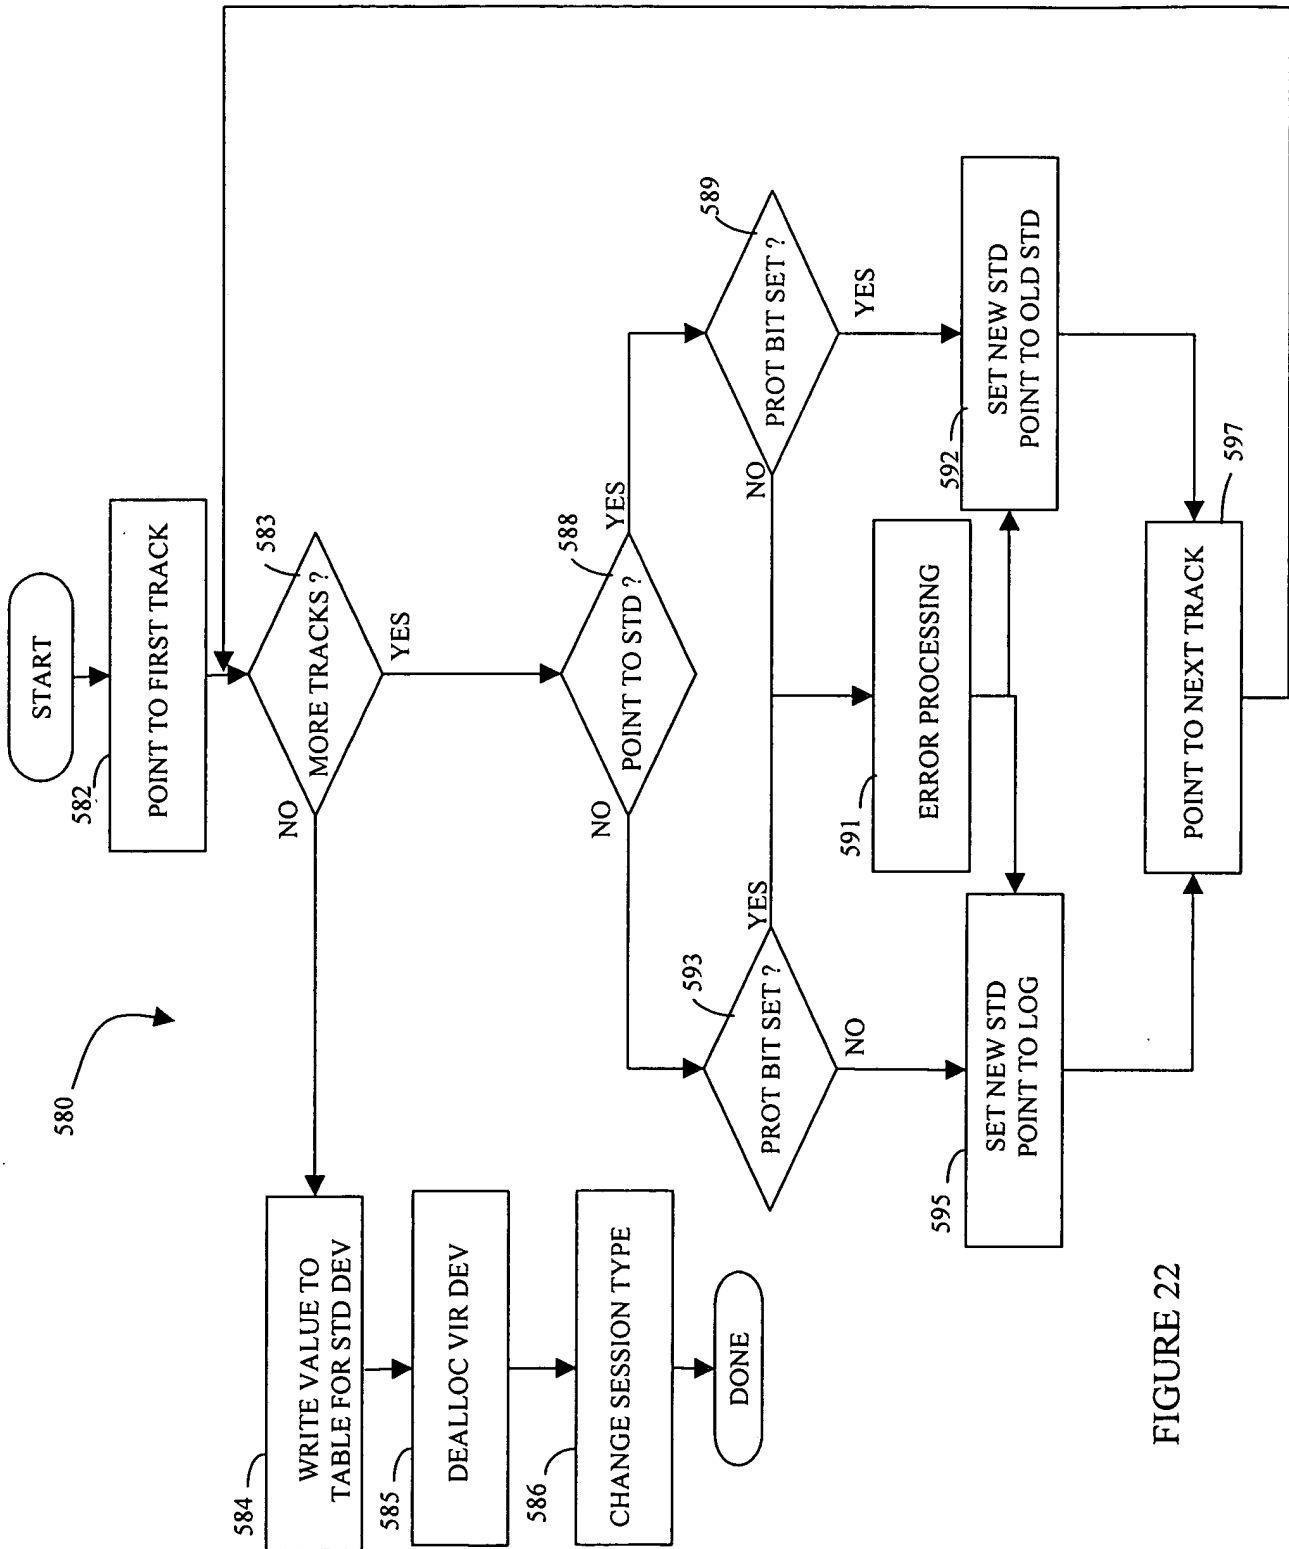 START
582
POINT TO FIRST TRACK
583
MORE TRACKS ?
NO
YES
580
584
WRITE VALUE TO
TABLE FOR STD DEV
585
DEALLOC VIR DEV
586
CHANGE SESSION TYPE
DONE
588
POINT TO STD ?
NO
YES
593
PROT BIT SET ?
YES
NO
589
PROT BIT SET ?
NO
YES
591
ERROR PROCESSING
595
SET NEW STD
POINT TO LOG
592
SET NEW STD
POINT TO OLD STD
597
POINT TO NEXT TRACK
FIGURE 22